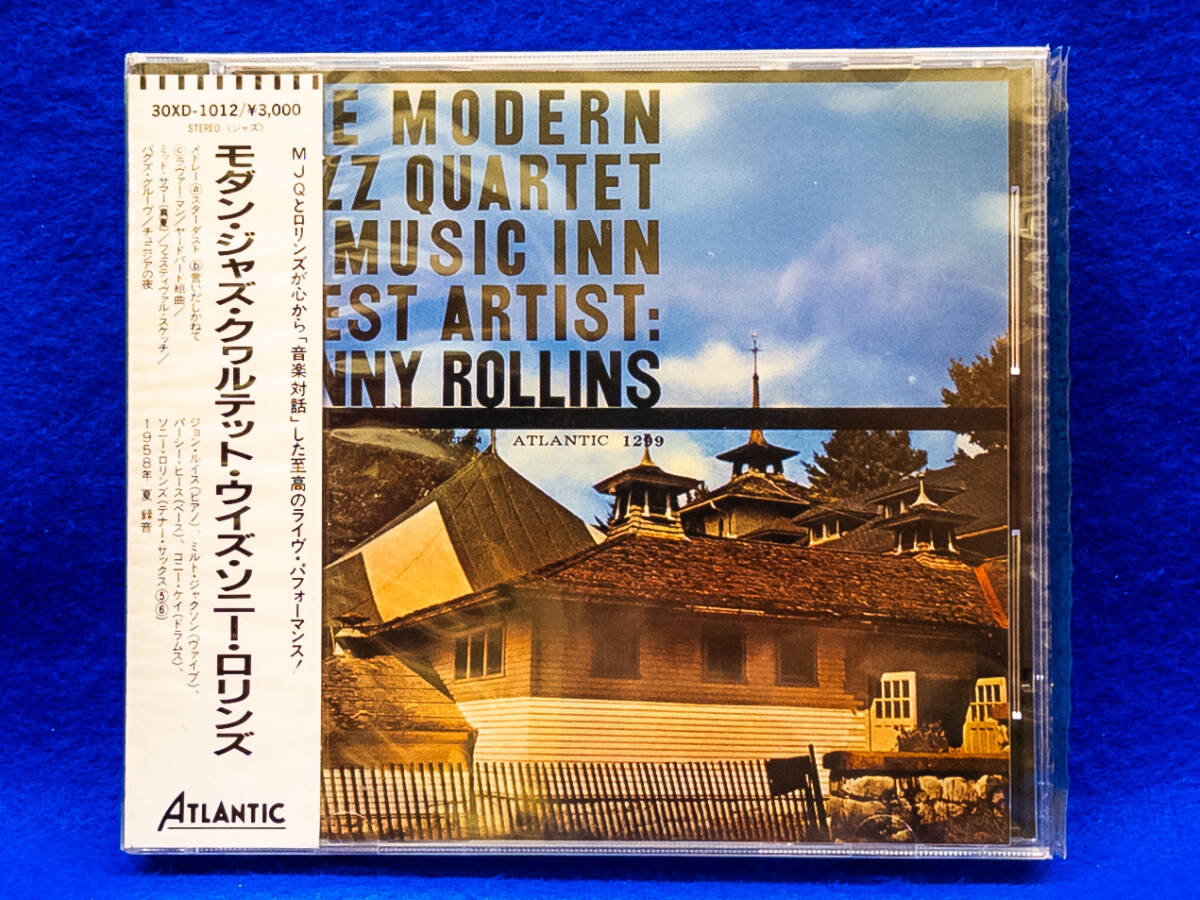 30XD-1012/¥3,000
STEREO〈ジャズ〉
MJQとロリンズが心から「音楽対話」した至高のライヴ・パフォーマンス!
モダン・ジャズ・クヮルテット・ウィズ・ソニー・ロリンズ
メドレー ⓐスターダスト ⓑ言いだしかねて
ⓒラヴァーマン/ヤードバード組曲/
ミッド・サマー(真夏)/フェスティヴァル・スケッチ/
バグズ・グルーヴ/チュニジアの夜
ジョン・ルイス(ピアノ)、ミルト・ジャクソン(ヴァイブ)、
パーシー・ヒース(ベース)、コニー・ケイ(ドラムス)、
ソニー・ロリンズ(テナー・サックス⑤⑥)
1958年 夏 録音
ATLANTIC
E MODERN
ZZ QUARTET
MUSIC INN
EST ARTIST:
NNY ROLLINS
ATLANTIC 1299